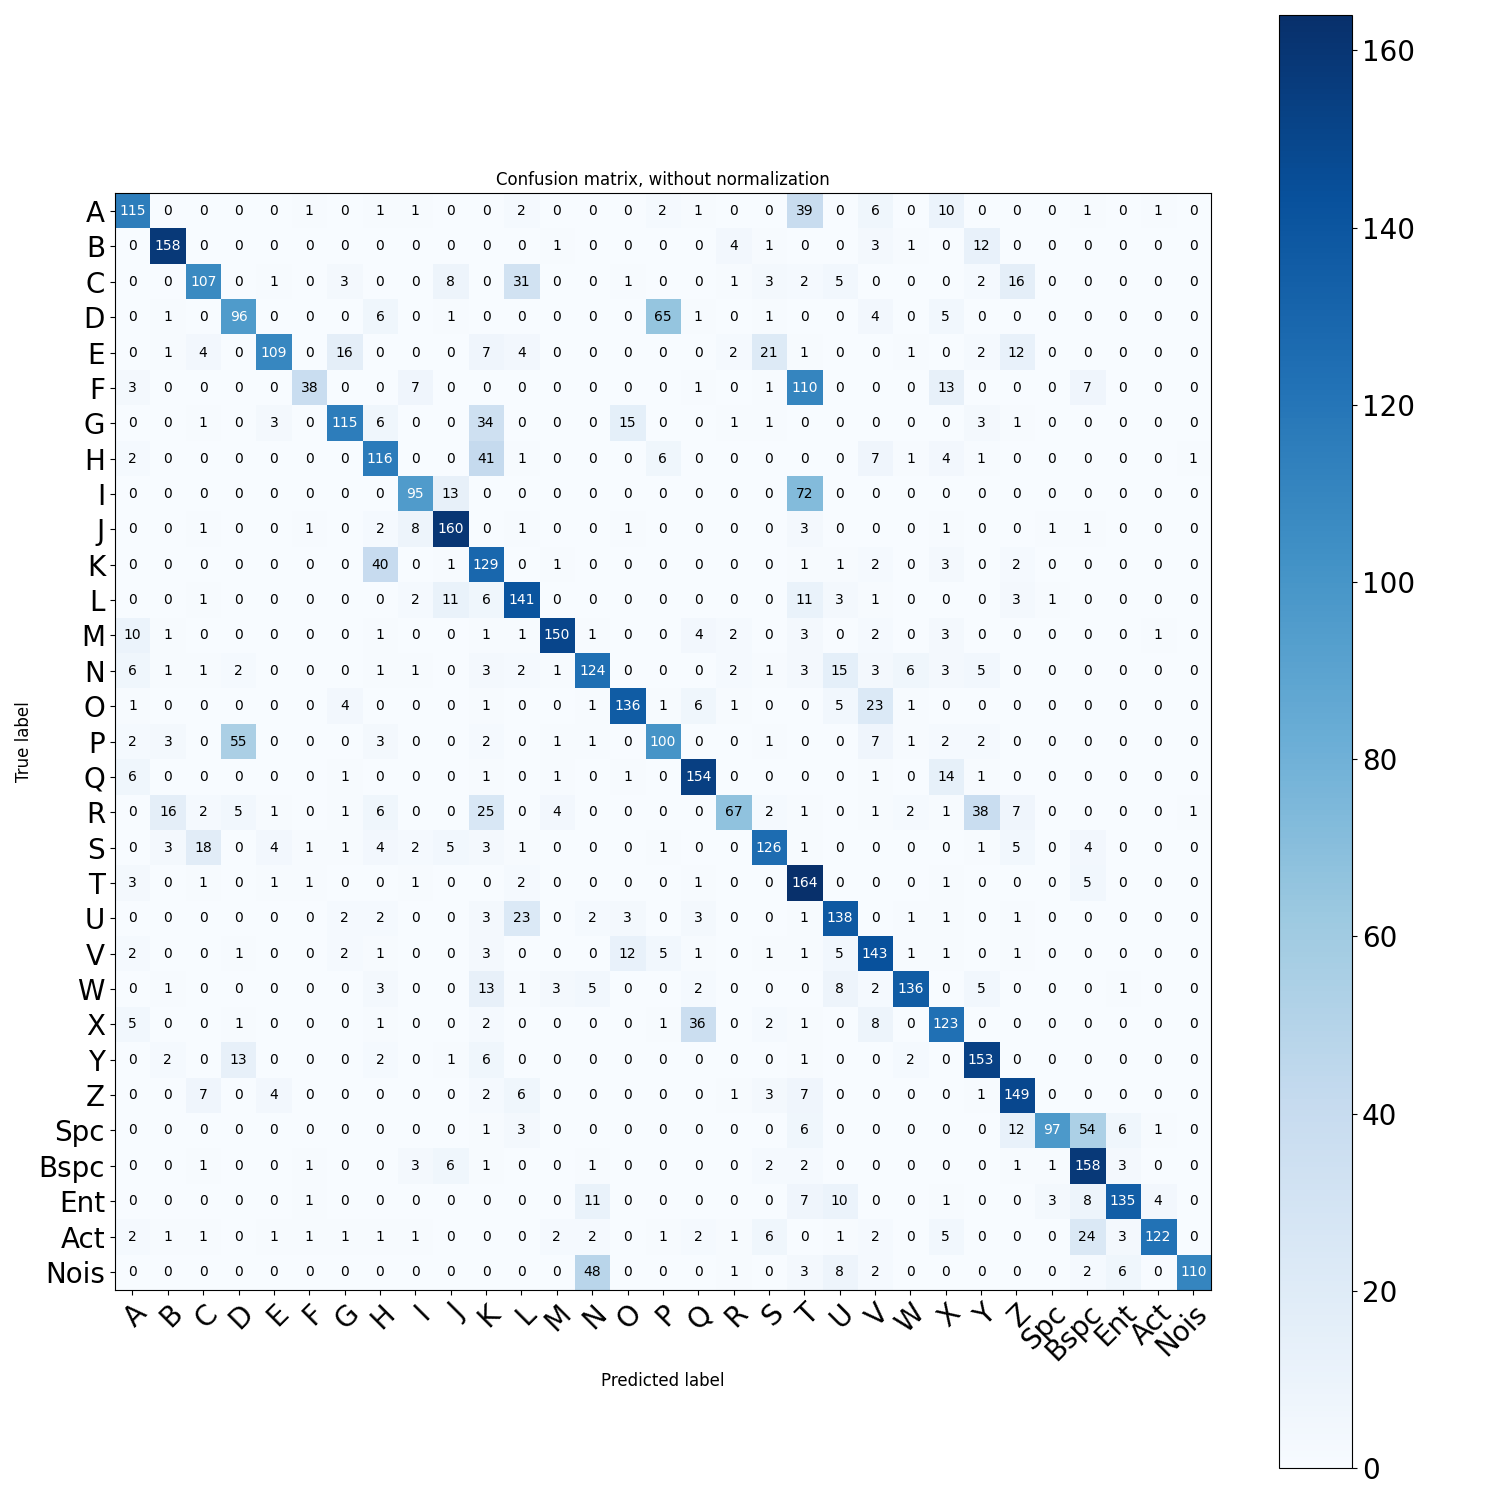 Confusion matrix, without normalization
A 115 0 0 0 0 1 0 1 1 0 0 2 0 0 0 2 1 0 0 39 0 6 0 10 0 0 0 1 0 1 0
B 0 158 0 0 0 0 0 0 0 0 0 0 1 0 0 0 0 4 1 0 0 3 1 0 12 0 0 0 0 0 0
C 0 0 107 0 1 0 3 0 0 8 0 31 0 0 1 0 0 1 3 2 5 0 0 0 2 16 0 0 0 0 0
D 0 1 0 96 0 0 0 6 0 1 0 0 0 0 0 65 1 0 1 0 0 4 0 5 0 0 0 0 0 0 0
E 0 1 4 0 109 0 16 0 0 0 7 4 0 0 0 0 0 2 21 1 0 0 1 0 2 12 0 0 0 0 0
F 3 0 0 0 0 38 0 0 7 0 0 0 0 0 0 0 1 0 1 110 0 0 0 13 0 0 0 7 0 0 0
G 0 0 1 0 3 0 115 6 0 0 34 0 0 0 15 0 0 1 1 0 0 0 0 0 3 1 0 0 0 0 0
H 2 0 0 0 0 0 0 116 0 0 41 1 0 0 0 6 0 0 0 0 0 7 1 4 1 0 0 0 0 0 1
I 0 0 0 0 0 0 0 0 95 13 0 0 0 0 0 0 0 0 0 72 0 0 0 0 0 0 0 0 0 0 0
J 0 0 1 0 0 1 0 2 8 160 0 1 0 0 1 0 0 0 0 3 0 0 0 1 0 0 1 1 0 0 0
K 0 0 0 0 0 0 0 40 0 1 129 0 1 0 0 0 0 0 0 1 1 2 0 3 0 2 0 0 0 0 0
L 0 0 1 0 0 0 0 0 2 11 6 141 0 0 0 0 0 0 0 11 3 1 0 0 0 3 1 0 0 0 0
M 10 1 0 0 0 0 0 1 0 0 1 1 150 1 0 0 4 2 0 3 0 2 0 3 0 0 0 0 0 1 0
N 6 1 1 2 0 0 0 1 1 0 3 2 1 124 0 0 0 2 1 3 15 3 6 3 5 0 0 0 0 0 0
O 1 0 0 0 0 0 4 0 0 0 1 0 0 1 136 1 6 1 0 0 5 23 1 0 0 0 0 0 0 0 0
P 2 3 0 55 0 0 0 3 0 0 2 0 1 1 0 100 0 0 1 0 0 7 1 2 2 0 0 0 0 0 0
Q 6 0 0 0 0 0 1 0 0 0 1 0 1 0 1 0 154 0 0 0 0 1 0 14 1 0 0 0 0 0 0
R 0 16 2 5 1 0 1 6 0 0 25 0 4 0 0 0 0 67 2 1 0 1 2 1 38 7 0 0 0 0 1
S 0 3 18 0 4 1 1 4 2 5 3 1 0 0 0 1 0 0 126 1 0 0 0 0 1 5 0 4 0 0 0
T 3 0 1 0 1 1 0 0 1 0 0 2 0 0 0 0 1 0 0 164 0 0 0 1 0 0 0 5 0 0 0
U 0 0 0 0 0 0 2 2 0 0 3 23 0 2 3 0 3 0 0 1 138 0 1 1 0 1 0 0 0 0 0
V 2 0 0 1 0 0 2 1 0 0 3 0 0 0 12 5 1 0 1 1 5 143 1 1 0 1 0 0 0 0 0
W 0 1 0 0 0 0 0 3 0 0 13 1 3 5 0 0 2 0 0 0 8 2 136 0 5 0 0 0 1 0 0
X 5 0 0 1 0 0 0 1 0 0 2 0 0 0 0 1 36 0 2 1 0 8 0 123 0 0 0 0 0 0 0
Y 0 2 0 13 0 0 0 2 0 1 6 0 0 0 0 0 0 0 0 1 0 0 2 0 153 0 0 0 0 0 0
Z 0 0 7 0 4 0 0 0 0 0 2 6 0 0 0 0 0 1 3 7 0 0 0 0 1 149 0 0 0 0 0
Spc 0 0 0 0 0 0 0 0 0 0 1 3 0 0 0 0 0 0 0 6 0 0 0 0 0 12 97 54 6 1 0
Bspc 0 0 1 0 0 1 0 0 3 6 1 0 0 1 0 0 0 0 2 2 0 0 0 0 0 1 1 158 3 0 0
Ent 0 0 0 0 0 1 0 0 0 0 0 0 0 11 0 0 0 0 0 7 10 0 0 1 0 0 3 8 135 4 0
Act 2 1 1 0 1 1 1 1 1 0 0 0 2 2 0 1 2 1 6 0 1 2 0 5 0 0 0 24 3 122 0
Nois 0 0 0 0 0 0 0 0 0 0 0 0 0 48 0 0 0 1 0 3 8 2 0 0 0 0 0 2 6 0 110
A B C D E F G H I J K L M N O P Q R S T U V W X Y Z Spc Bspc Ent Act Nois
Predicted label
True label
160
140
120
100
80
60
40
20
0